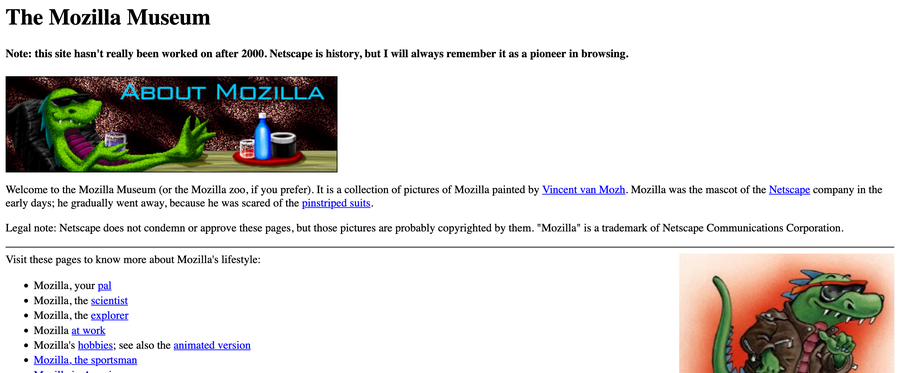 The Mozilla Museum
Note: this site hasn't really been worked on after 2000. Netscape is history, but I will always remember it as a pioneer in browsing.
ABOUT MOZILLA
Welcome to the Mozilla Museum (or the Mozilla zoo, if you prefer). It is a collection of pictures of Mozilla painted by Vincent van Mozh. Mozilla was the mascot of the Netscape company in the
early days; he gradually went away, because he was scared of the pinstriped suits.
Legal note: Netscape does not condemn or approve these pages, but those pictures are probably copyrighted by them. "Mozilla" is a trademark of Netscape Communications Corporation.
Visit these pages to know more about Mozilla's lifestyle:
Mozilla, your pal
Mozilla, the scientist
Mozilla, the explorer
Mozilla at work
Mozilla's hobbies; see also the animated version
Mozilla, the sportsman